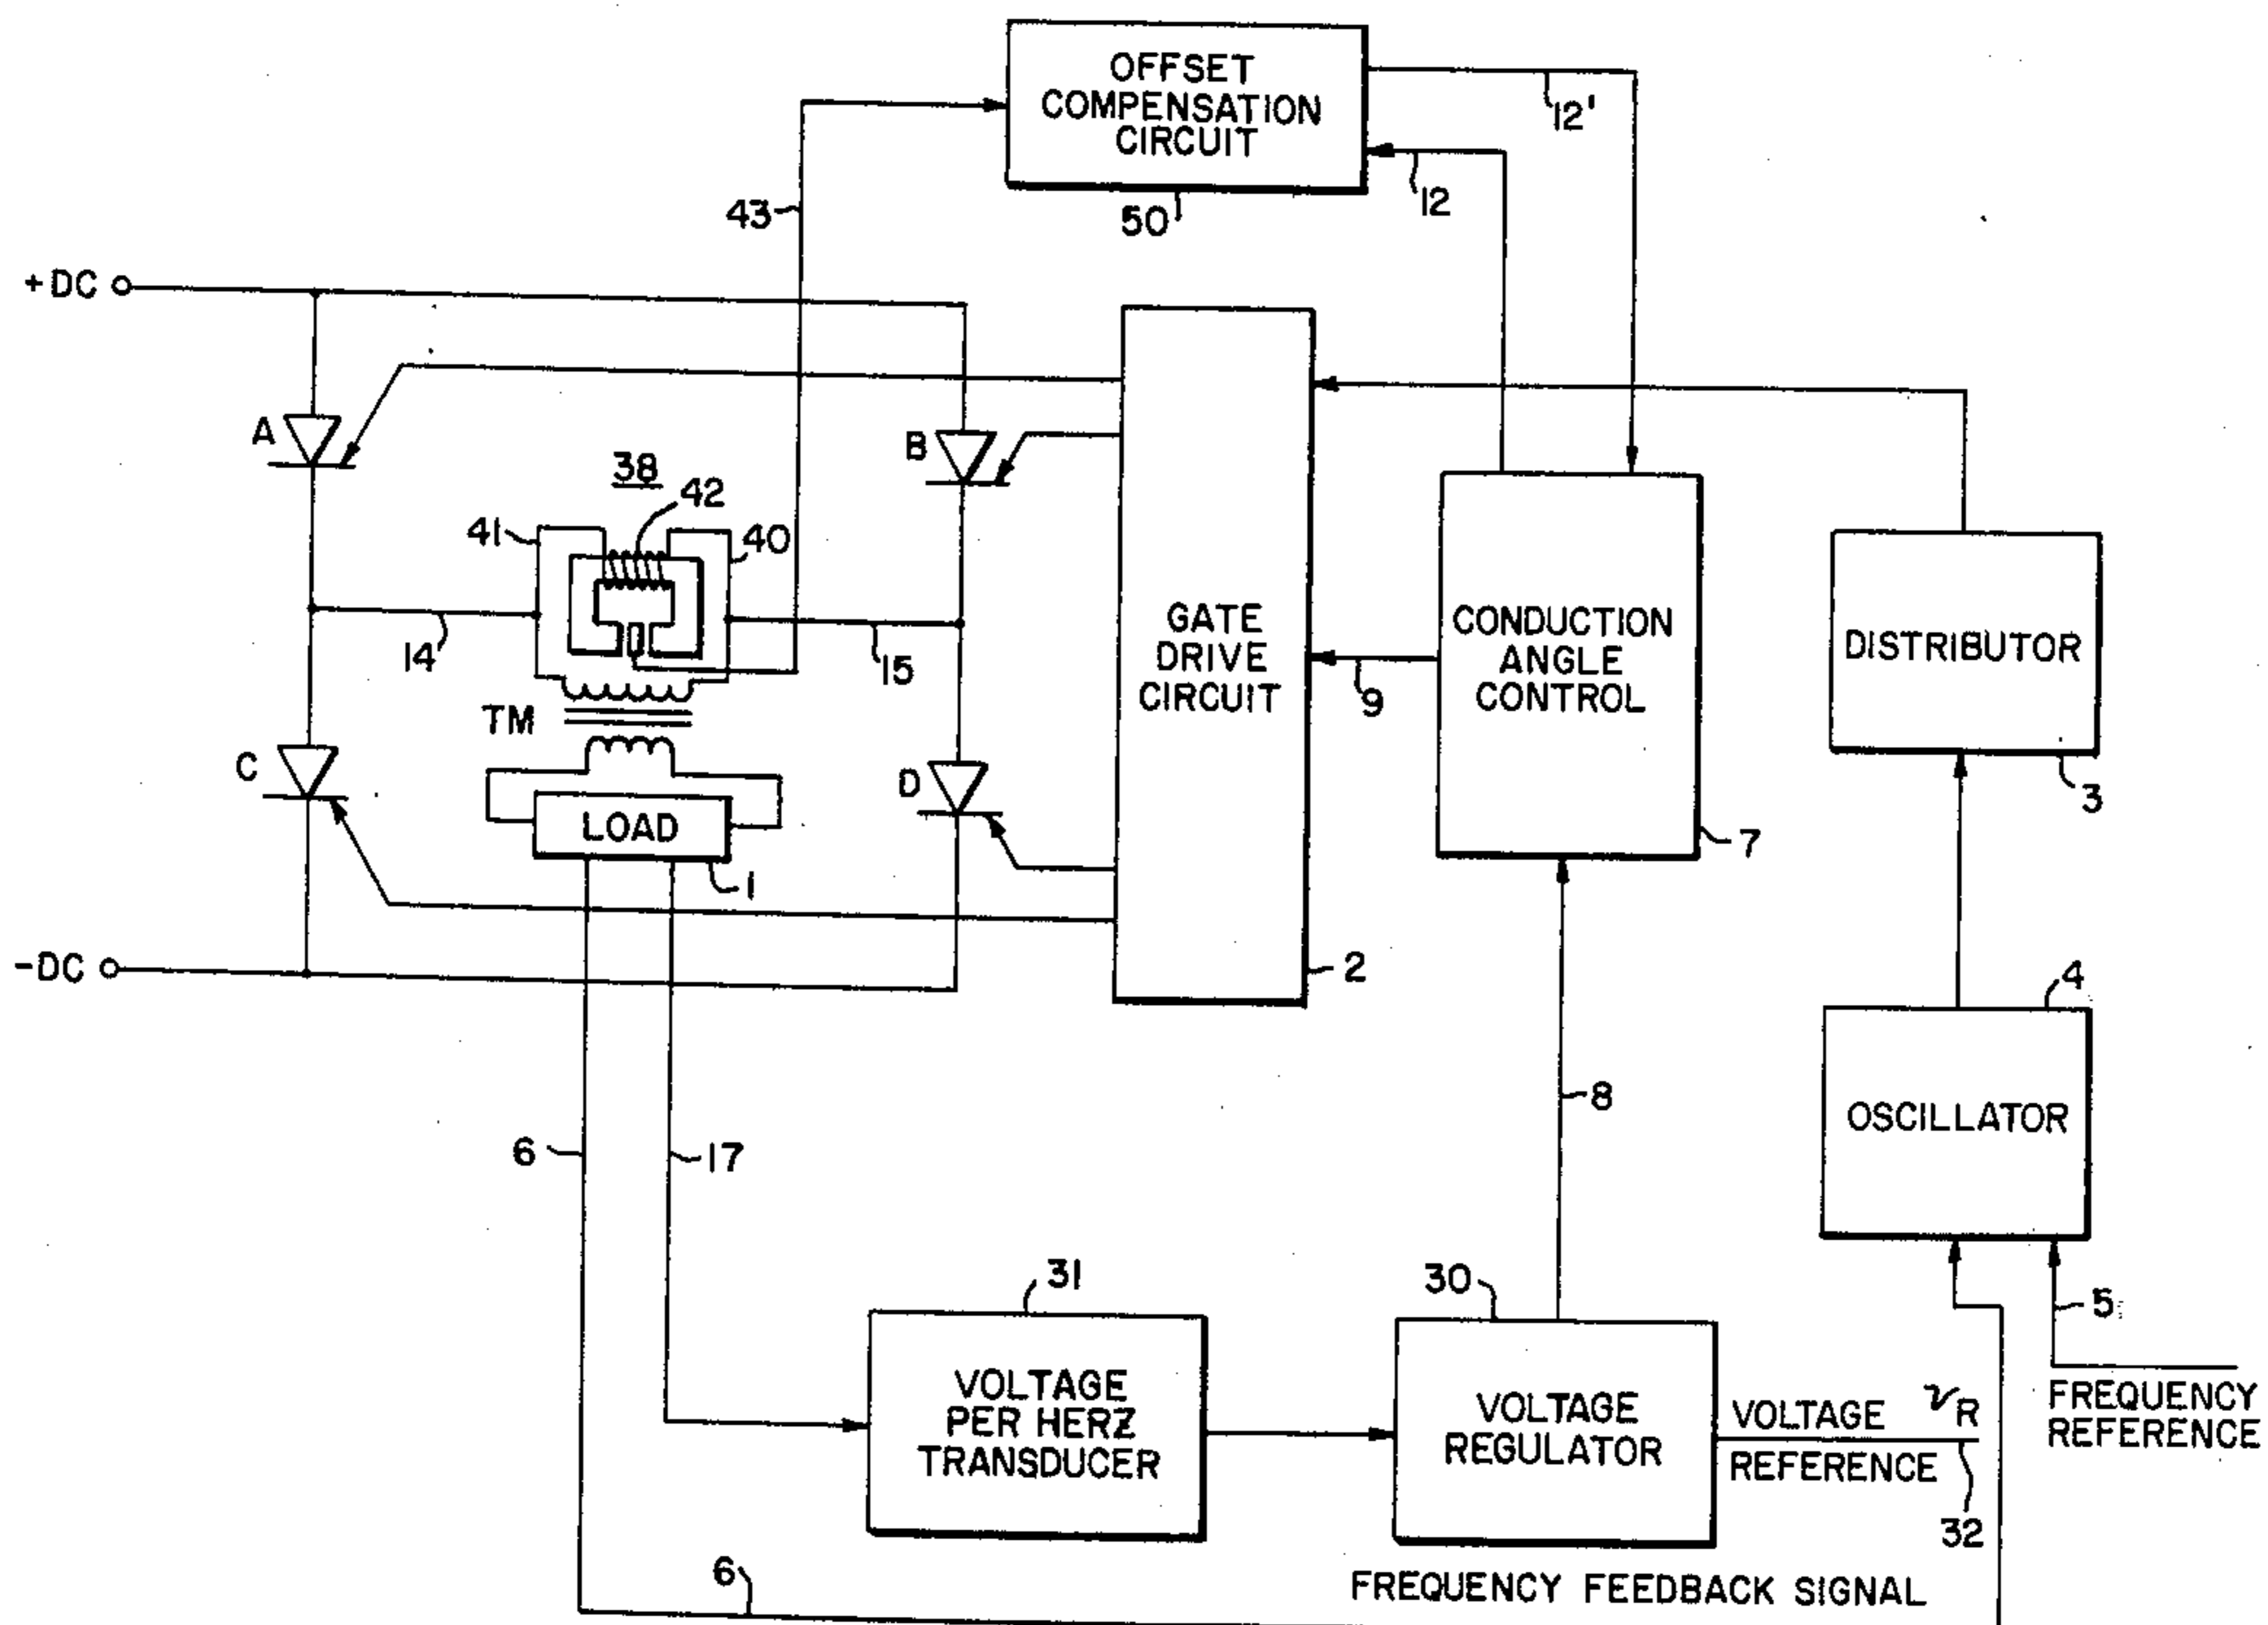 OFFSET
COMPENSATION
CIRCUIT
12'
12
50
43
+DC
A
B
38
42
41
40
14
15
TM
C
D
LOAD
1
GATE
DRIVE
CIRCUIT
2
9
CONDUCTION
ANGLE
CONTROL
7
DISTRIBUTOR
3
-DC
4
OSCILLATOR
8
6
17
5
31
30
VOLTAGE
PER HERZ
TRANSDUCER
VOLTAGE
REGULATOR
VOLTAGE VR
REFERENCE
32
FREQUENCY
REFERENCE
6
FREQUENCY FEEDBACK SIGNAL